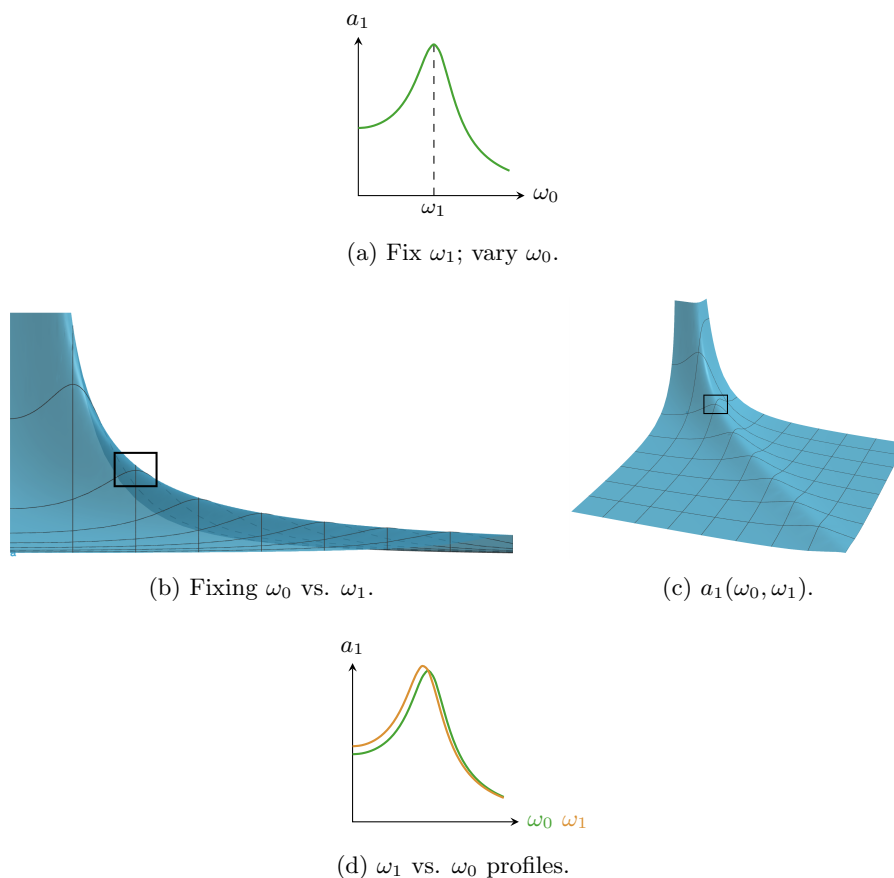 a₁
ω₀
ω₁
(a) Fix ω₁; vary ω₀.
(b) Fixing ω₀ vs. ω₁.
(c) a₁(ω₀, ω₁).
a₁
ω₀ ω₁
(d) ω₁ vs. ω₀ profiles.